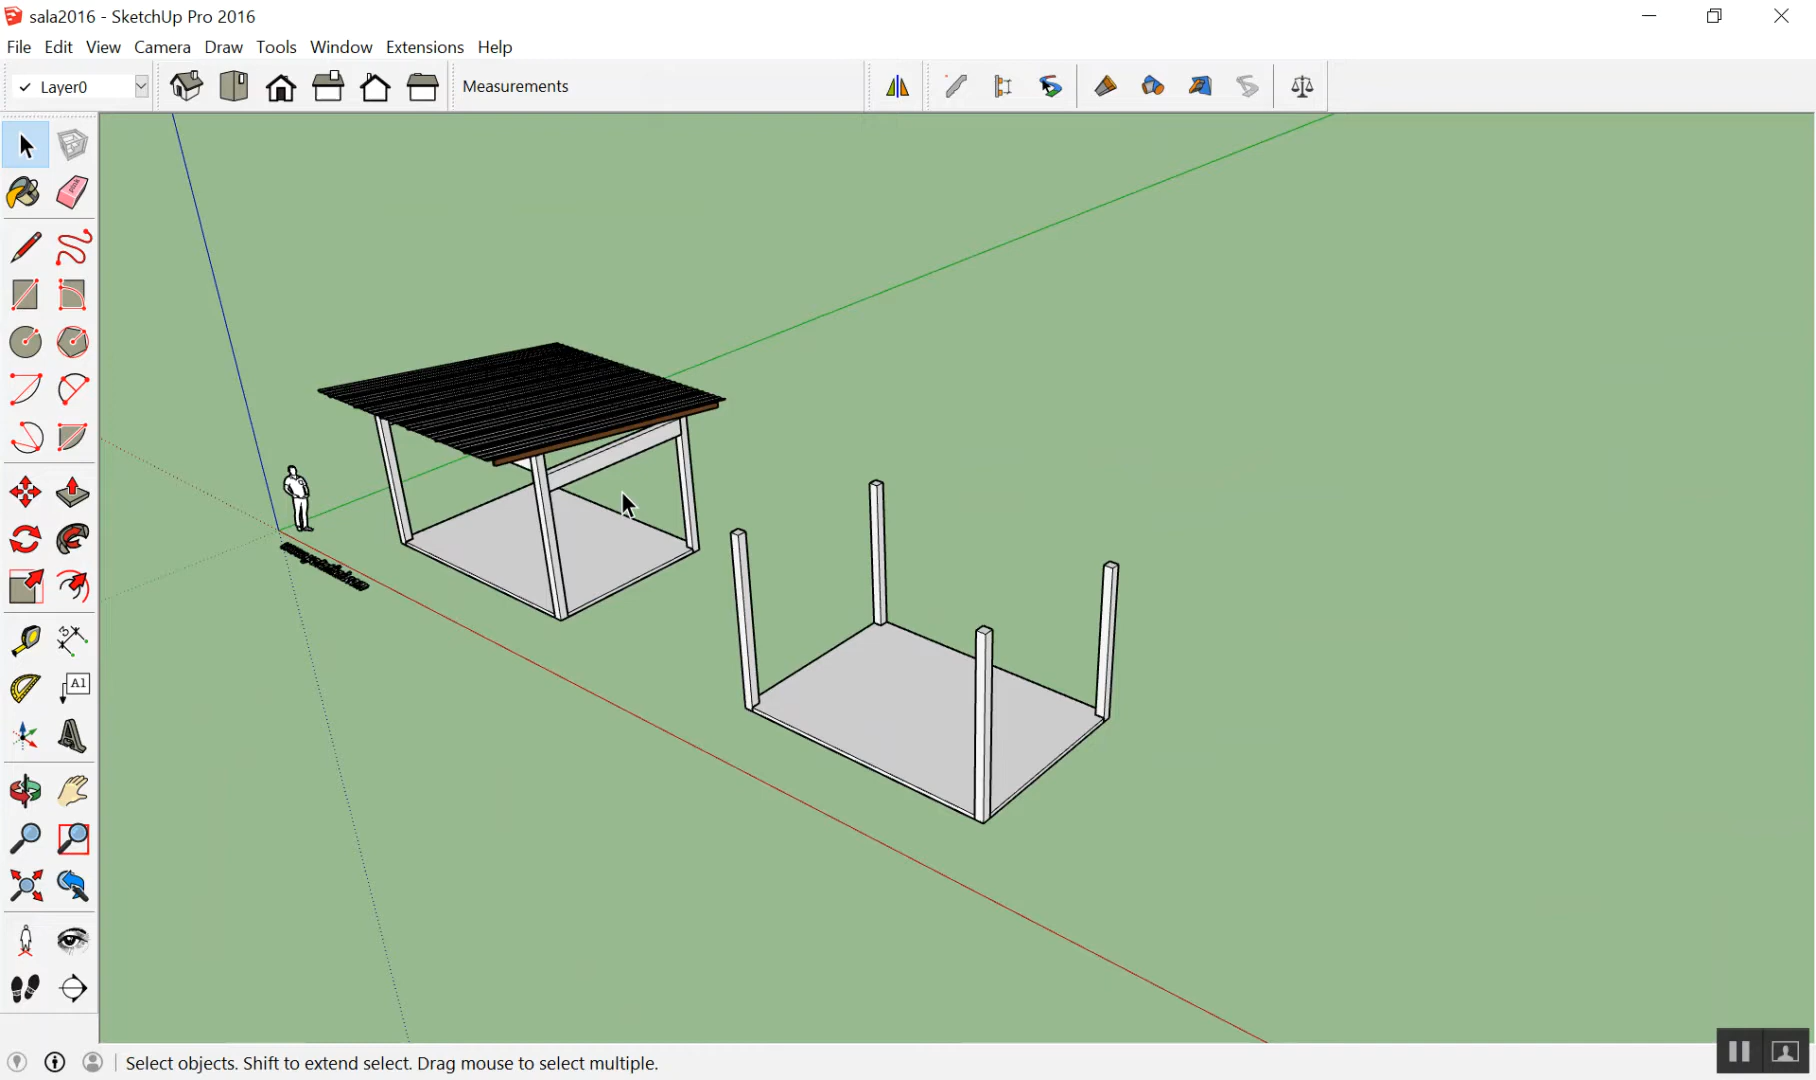 sala2016 - SketchUp Pro 2016
File Edit View Camera Draw Tools Window Extensions Help
Layer0
Measurements
A1
Select objects. Shift to extend select. Drag mouse to select multiple.